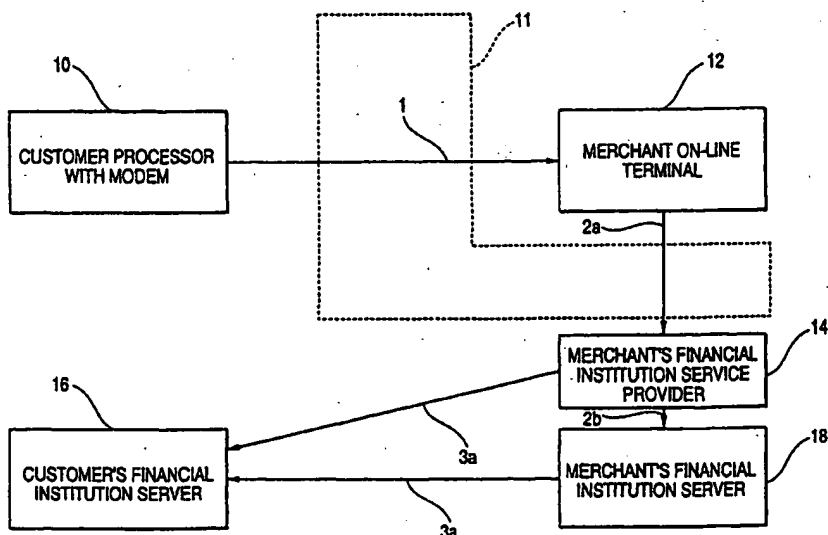 11
10
12
1
CUSTOMER PROCESSOR
WITH MODEM
MERCHANT ON-LINE
TERMINAL
2a
14
MERCHANT'S FINANCIAL
INSTITUTION SERVICE
PROVIDER
16
2b
18
3a
CUSTOMER'S FINANCIAL
INSTITUTION SERVER
MERCHANT'S FINANCIAL
INSTITUTION SERVER
3a